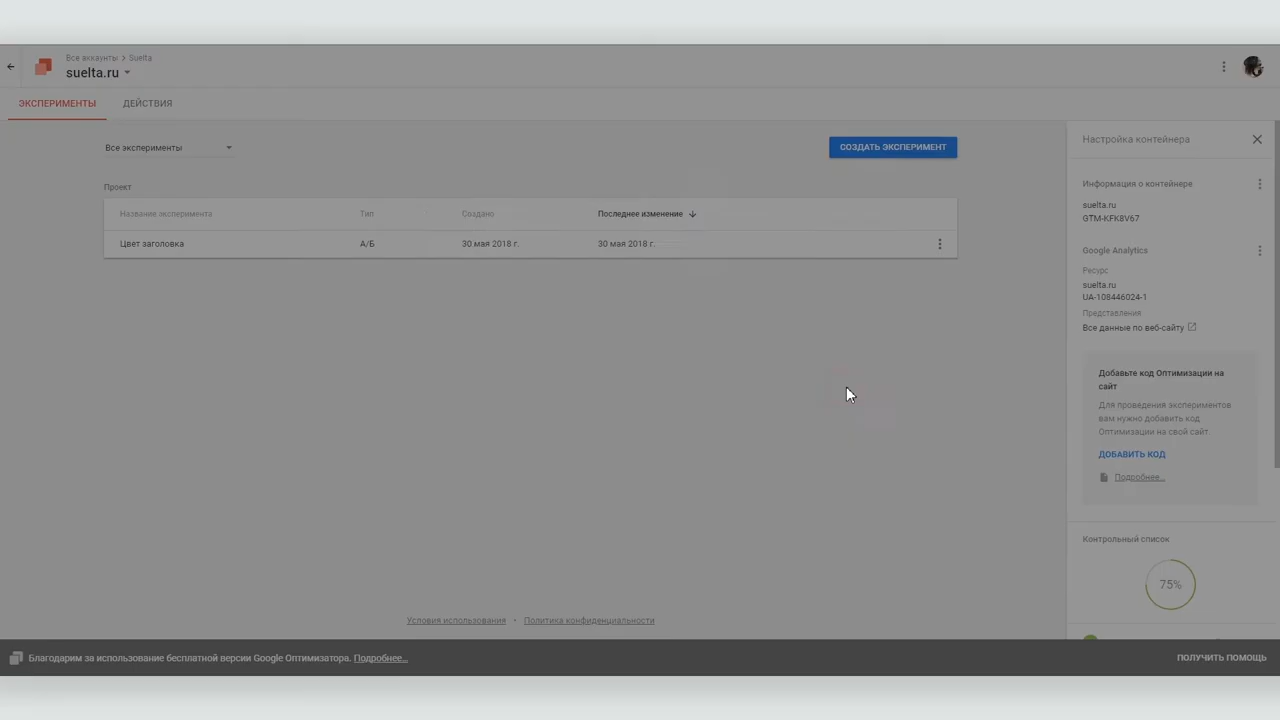 Все аккаунты > Suelta
suelta.ru
ЭКСПЕРИМЕНТЫ ДЕЙСТВИЯ
Все эксперименты
СОЗДАТЬ ЭКСПЕРИМЕНТ
Проект
Название эксперимента Тип Создано Последнее изменение
Цвет заголовка А/Б 30 мая 2018 г. 30 мая 2018 г.
Настройка контейнера
Информация о контейнере
suelta.ru
GTM-KFK8V67
Google Analytics
Ресурс
suelta.ru
UA-108446024-1
Представления
Все данные по веб-сайту
Добавьте код Оптимизации на
сайт
Для проведения экспериментов
вам нужно добавить код
Оптимизации на свой сайт
ДОБАВИТЬ КОД
Подробнее...
Контрольный список
75%
Условия использования • Политика конфиденциальности
Благодарим за использование бесплатной версии Google Оптимизатора. Подробнее...
ПОЛУЧИТЬ ПОМОЩЬ